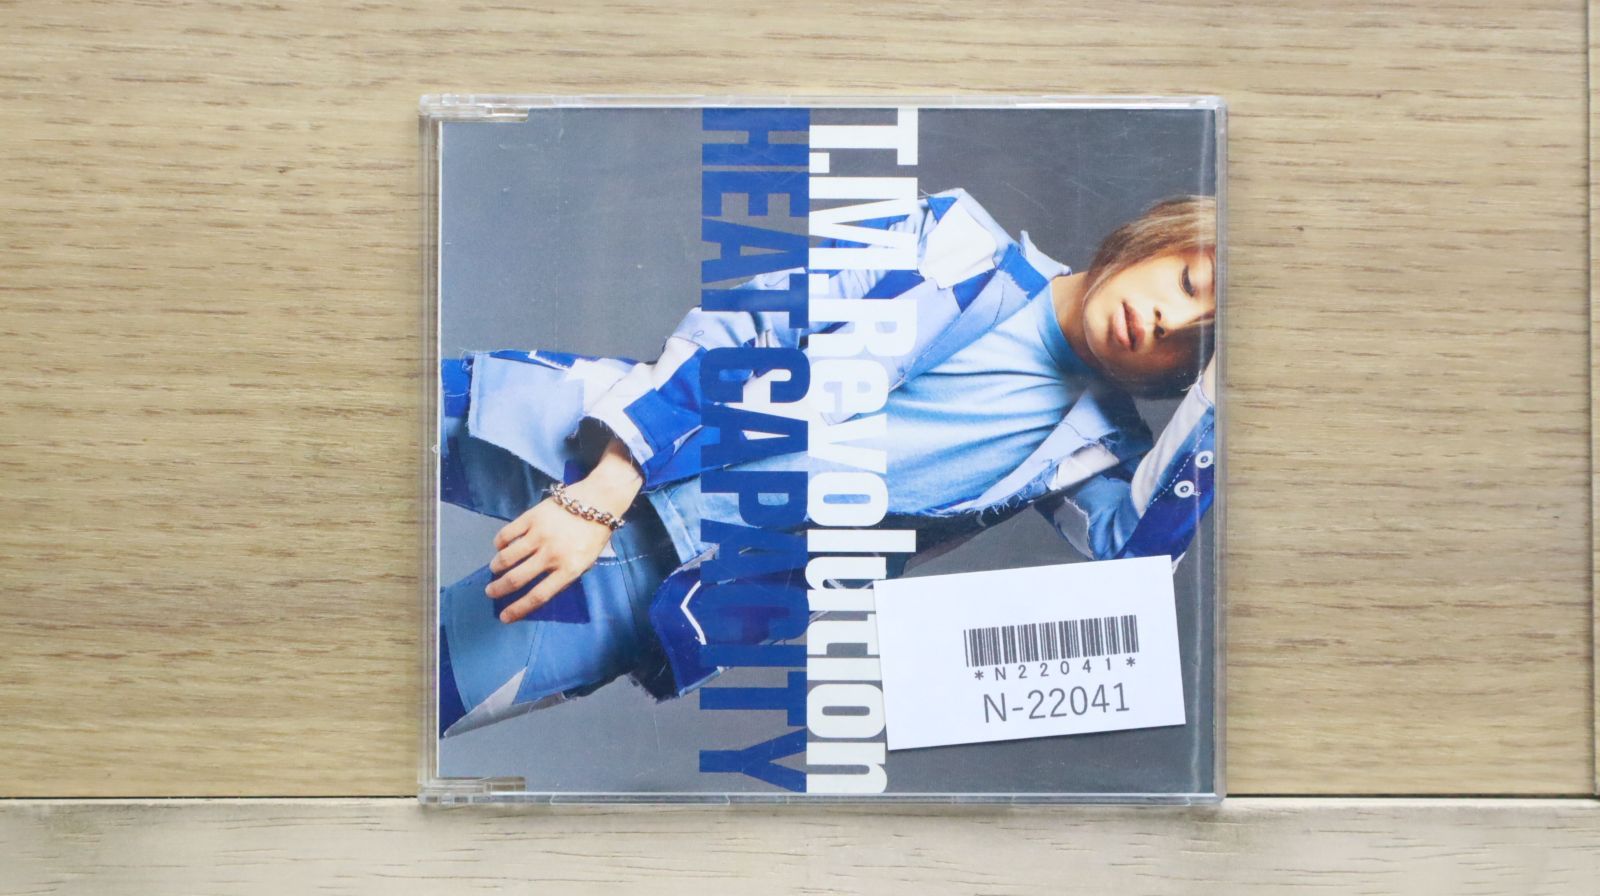 T.M.Revolution
HEAT CAPACITY
*N22041*
N-22041